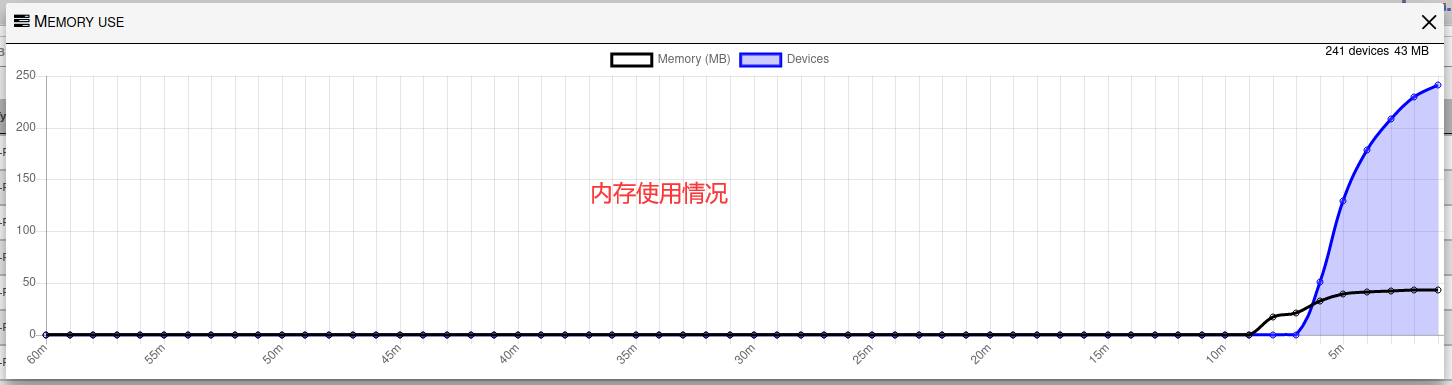 MEMORY USE
241 devices 43 MB
Memory (MB) Devices
250
200
150
内存使用情况
100
50
0
60m 55m 50m 45m 40m 35m 30m 25m 20m 15m 10m 5m